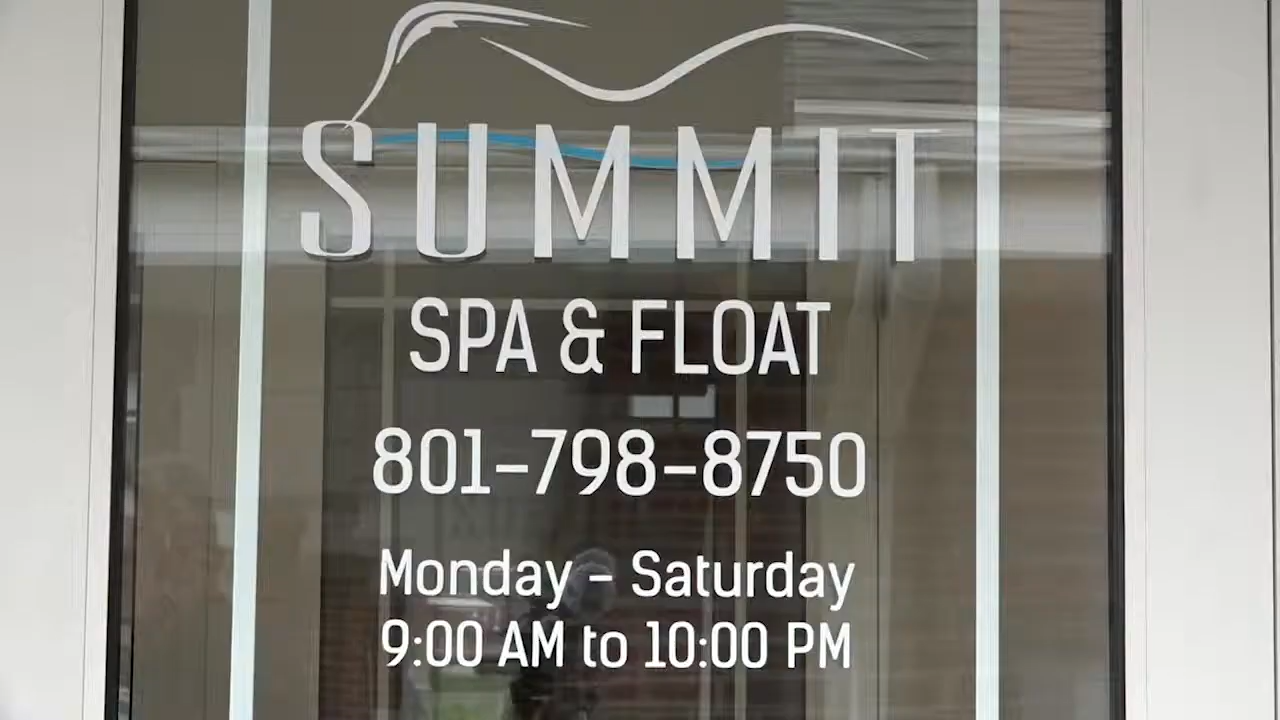 SUMMIT
SPA & FLOAT
801-798-8750
Monday - Saturday
9:00 AM to 10:00 PM